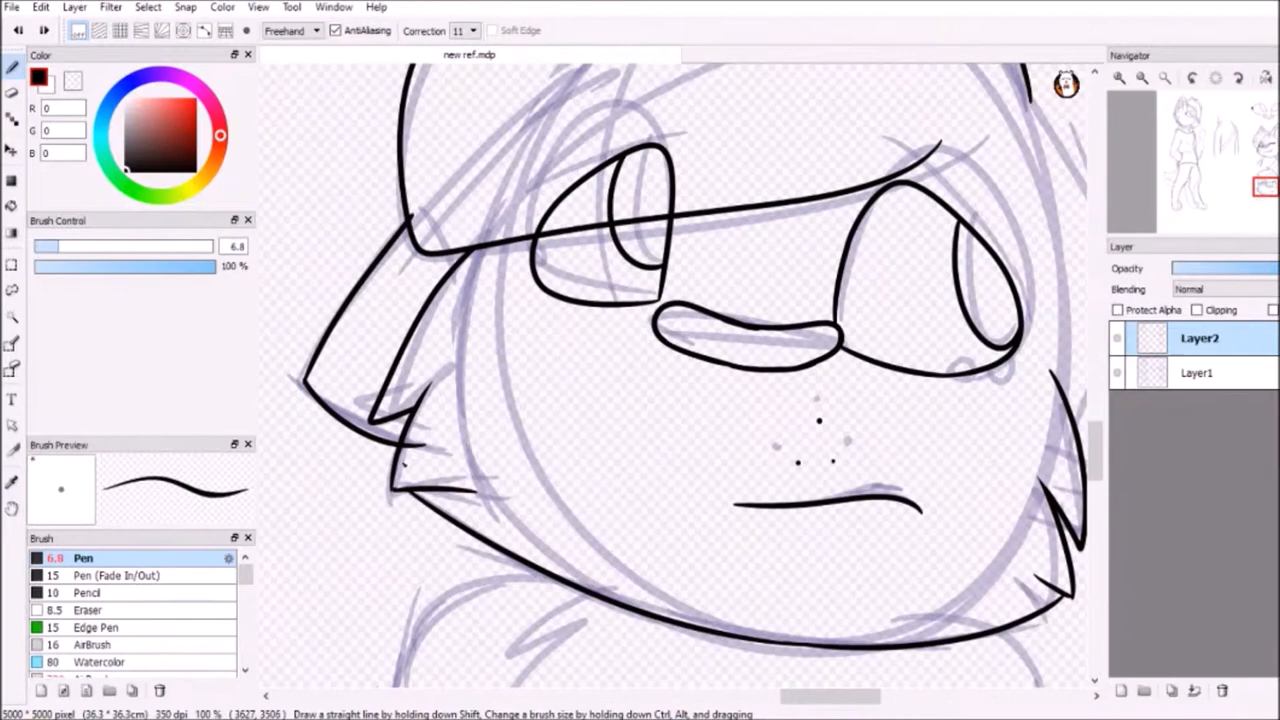 File Edit Layer Filter Select Snap Color View Tool Window Help
OFF Freehand AntiAliasing Correction 11 Soft Edge
new ref.mdp
Color
R 0
G 0
B 0
Brush Control
6.8
100 %
Brush Preview
Brush
6.8 Pen
15 Pen (Fade In/Out)
10 Pencil
8.5 Eraser
15 Edge Pen
16 AirBrush
80 Watercolor
Navigator
Layer
Opacity
Blending Normal
Protect Alpha Clipping
Layer2
Layer1
5000 * 5000 pixel (36.3 * 36.3cm) 350 dpi 100 % ( 3627, 3506 ) Draw a straight line by holding down Shift, Change a brush size by holding down Ctrl, Alt, and dragging